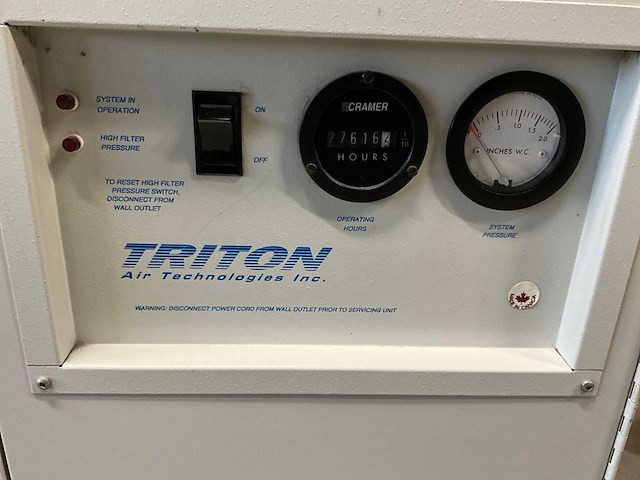 SYSTEM IN
OPERATION
HIGH FILTER
PRESSURE
TO RESET HIGH FILTER
PRESSURE SWITCH,
DISCONNECT FROM
WALL OUTLET
ON
OFF
CRAMER
27616
1/10
HOURS
OPERATING
HOURS
0 .5 1.0 1.5 2.0
INCHES W.C.
SYSTEM
PRESSURE
TRITON
Air Technologies Inc.
WARNING: DISCONNECT POWER CORD FROM WALL OUTLET PRIOR TO SERVICING UNIT